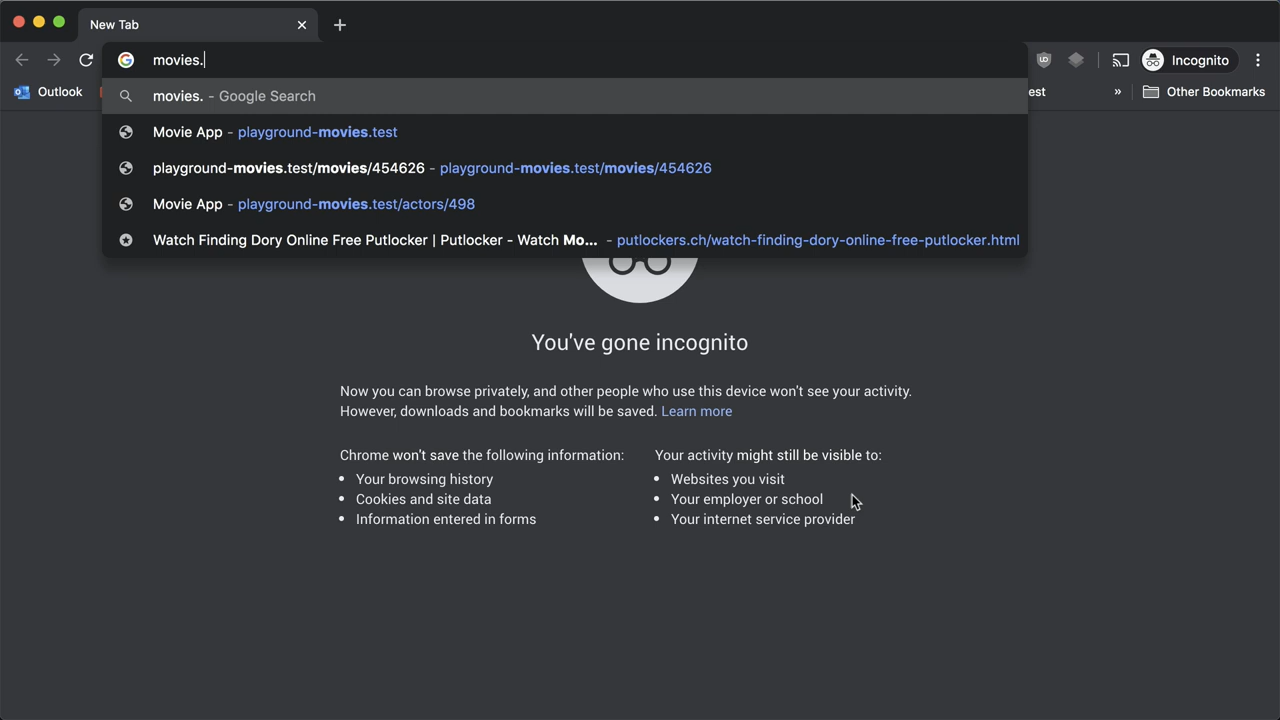 New Tab
movies.
Incognito
Outlook
est
»
Other Bookmarks
movies. - Google Search
Movie App - playground-movies.test
playground-movies.test/movies/454626 - playground-movies.test/movies/454626
Movie App - playground-movies.test/actors/498
Watch Finding Dory Online Free Putlocker | Putlocker - Watch Mo... - putlockers.ch/watch-finding-dory-online-free-putlocker.html
You've gone incognito
Now you can browse privately, and other people who use this device won't see your activity.
However, downloads and bookmarks will be saved. Learn more
Chrome won't save the following information:
• Your browsing history
• Cookies and site data
• Information entered in forms
Your activity might still be visible to:
• Websites you visit
• Your employer or school
• Your internet service provider